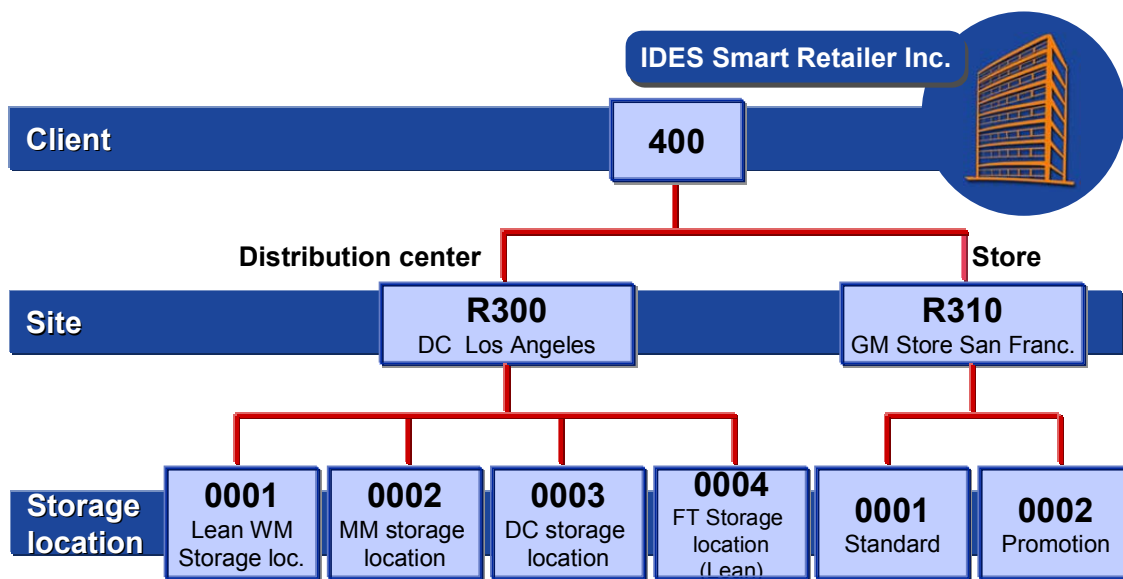 IDES Smart Retailer Inc.
Client
400
Distribution center
Store
Site
R300
DC Los Angeles
R310
GM Store San Franc.
Storage
location
0001
Lean WM
Storage loc.
0002
MM storage
location
0003
DC storage
location
0004
FT Storage
location
(Lean)
0001
Standard
0002
Promotion